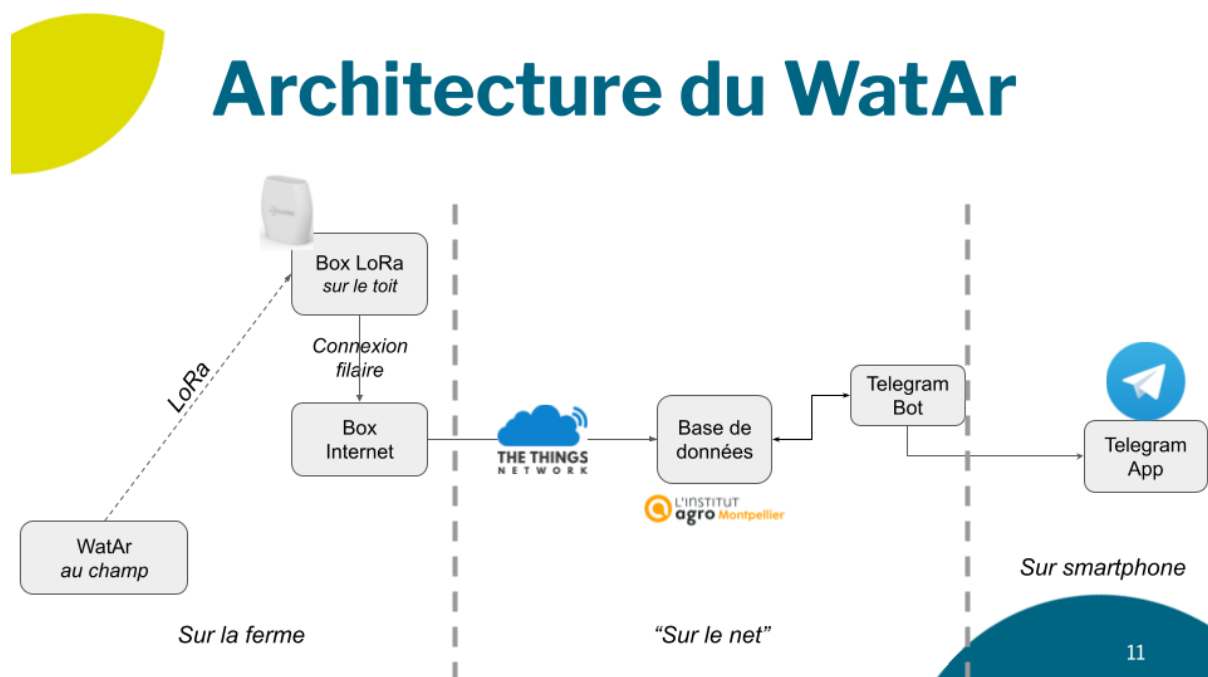 Architecture du WatAr
Box LoRa
sur le toit
LoRa
Connexion
filaire
Box
Internet
WatAr
au champ
Sur la ferme
THE THINGS
NETWORK
Base de
données
L'INSTITUT
agro Montpellier
Telegram
Bot
“Sur le net”
Telegram
App
Sur smartphone
11